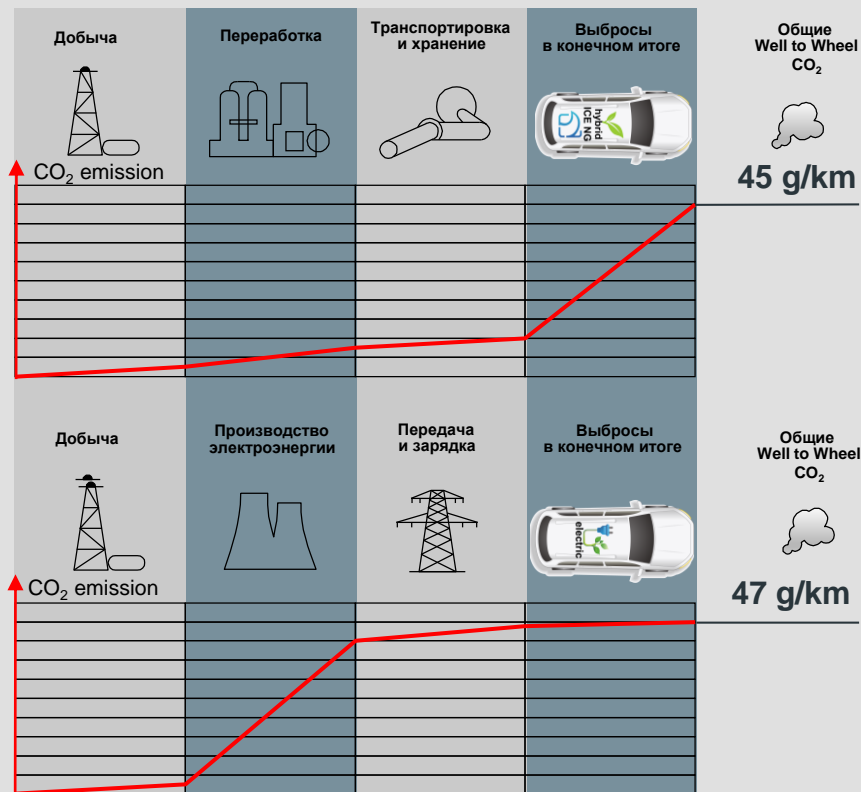 Добыча
Переработка
Транспортировка
и хранение
Выбросы
в конечном итоге
Общие
Well to Wheel
CO₂
hybrid
ICE NG
CO₂ emission
45 g/km
Добыча
Производство
электроэнергии
Передача
и зарядка
Выбросы
в конечном итоге
Общие
Well to Wheel
CO₂
electric
CO₂ emission
47 g/km